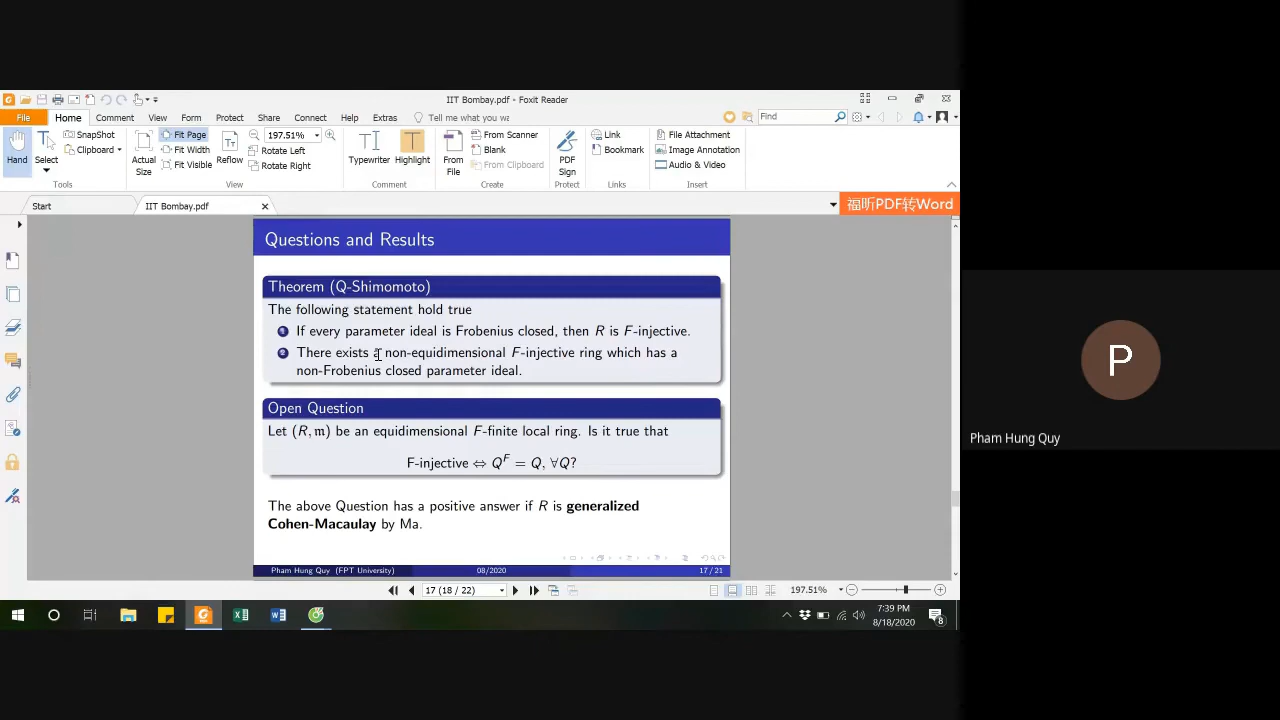 IIT Bombay.pdf - Foxit Reader
File Home Comment View Form Protect Share Connect Help Extras Tell me what you wa Find
Hand Select SnapShot Clipboard Actual Size Fit Page Fit Width Fit Visible Reflow 197.51% Rotate Left Rotate Right Typewriter Highlight From File From Scanner Blank From Clipboard PDF Sign Link Bookmark File Attachment Image Annotation Audio & Video
Tools View Comment Create Protect Links Insert
Start IIT Bombay.pdf 福昕PDF转Word
Questions and Results
Theorem (Q-Shimomoto)
The following statement hold true
1 If every parameter ideal is Frobenius closed, then R is F-injective.
2 There exists a non-equidimensional F-injective ring which has a
non-Frobenius closed parameter ideal.
Open Question
Let (R, 𝔪) be an equidimensional F-finite local ring. Is it true that
F-injective ⇔ Q^F = Q, ∀Q?
The above Question has a positive answer if R is generalized
Cohen-Macaulay by Ma.
Pham Hung Quy (FPT University) 08/2020 17 / 21
17 (18 / 22) 197.51%
7:39 PM
8/18/2020
8
P
Pham Hung Quy